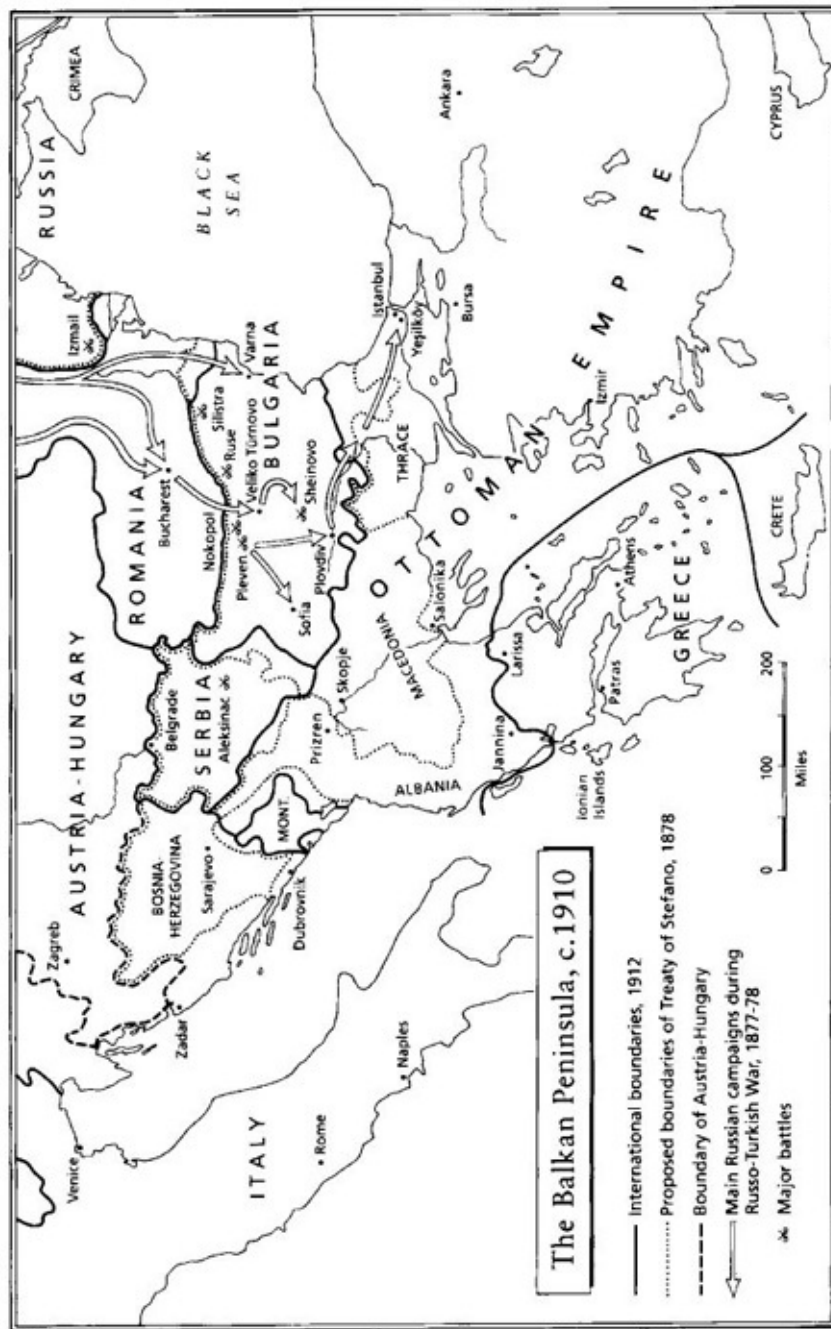 RUSSIA
CRIMEA
BLACK
SEA
AUSTRIA-HUNGARY
Zagreb
Venice
Zadar
BOSNIA
HERZEGOVINA
Sarajevo
Dubrovnik
MONT.
Belgrade
SERBIA
Aleksinac
ROMANIA
Bucharest
Izmail
Silistra
Ruse
Nokopol
Pleven
Veliko Tŭrnovo
BULGARIA
Varna
Sheinovo
Sofia
Plovdiv
Prizren
Skopje
MACEDONIA
Salonika
THRACE
Istanbul
Yeşilköy
Bursa
Ankara
OTTOMAN EMPIRE
Izmir
ALBANIA
Jannina
Larissa
ionian
Islands
Patras
Athens
GREECE
CRETE
CYPRUS
ITALY
Rome
Naples
The Balkan Peninsula, c.1910
International boundaries, 1912
Proposed boundaries of Treaty of Stefano, 1878
Boundary of Austria-Hungary
Main Russian campaigns during
Russo-Turkish War, 1877-78
Major battles
0 100 200
Miles